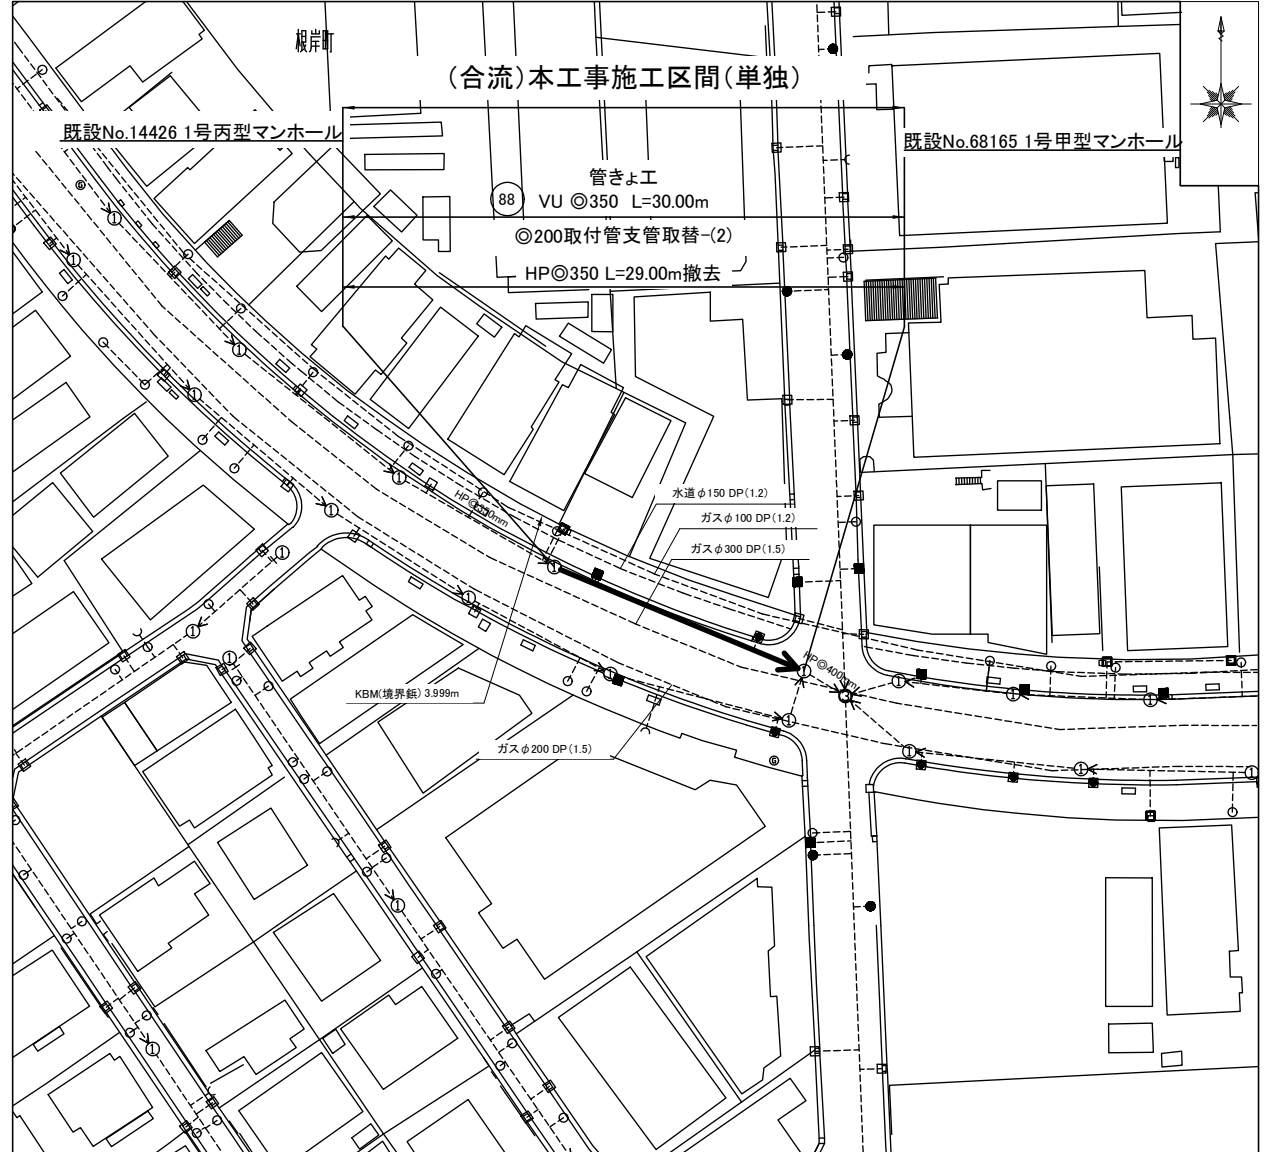 根岸町
(合流)本工事施工区間(単独)
既設No.14426 1号丙型マンホール
既設No.68165 1号甲型マンホール
管きょ工
88 VU ◎350 L=30.00m
◎200取付管支管取替-(2)
HP◎350 L=29.00m撤去
水道φ150 DP(1.2)
ガスφ100 DP(1.2)
ガスφ300 DP(1.5)
HP◎400mm
KBM(境界鋲) 3.999m
ガスφ200 DP(1.5)